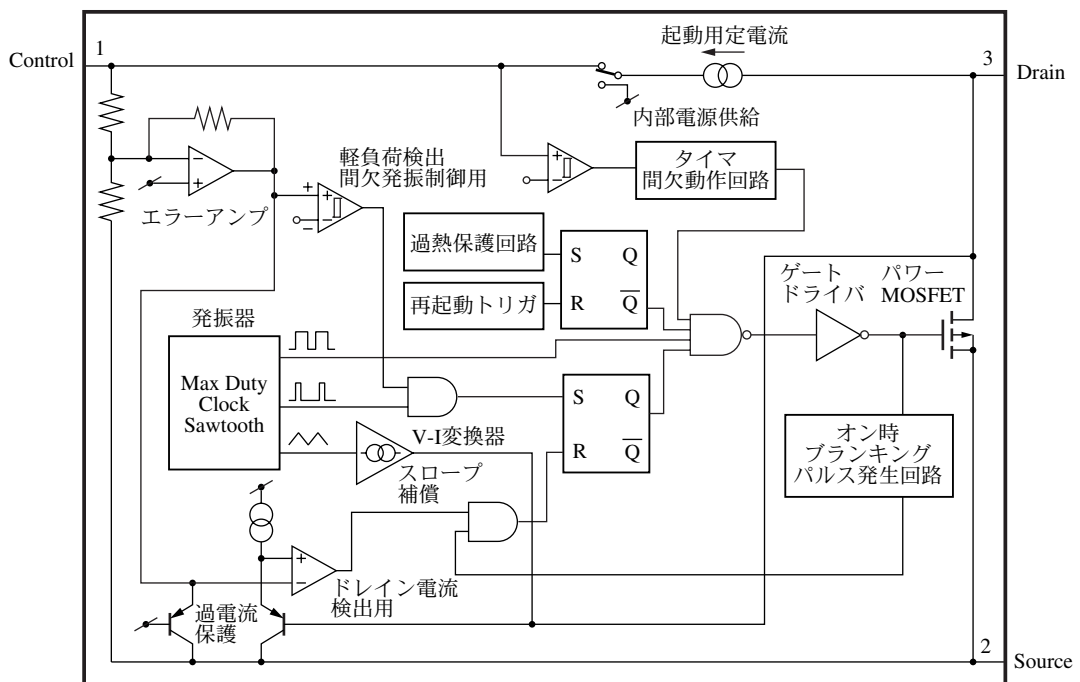 Control
1
起動用定電流
3
Drain
内部電源供給
軽負荷検出
間欠発振制御用
タイマ
間欠動作回路
+
−
エラーアンプ
+
+
−
−
+
−
過熱保護回路
再起動トリガ
S
Q
R
Q
ゲート
ドライバ
パワー
MOSFET
発振器
Max Duty
Clock
Sawtooth
V-I変換器
スロープ
補償
S
Q
R
Q
オン時
ブランキング
パルス発生回路
+
−
ドレイン電流
検出用
過電流
保護
2
Source